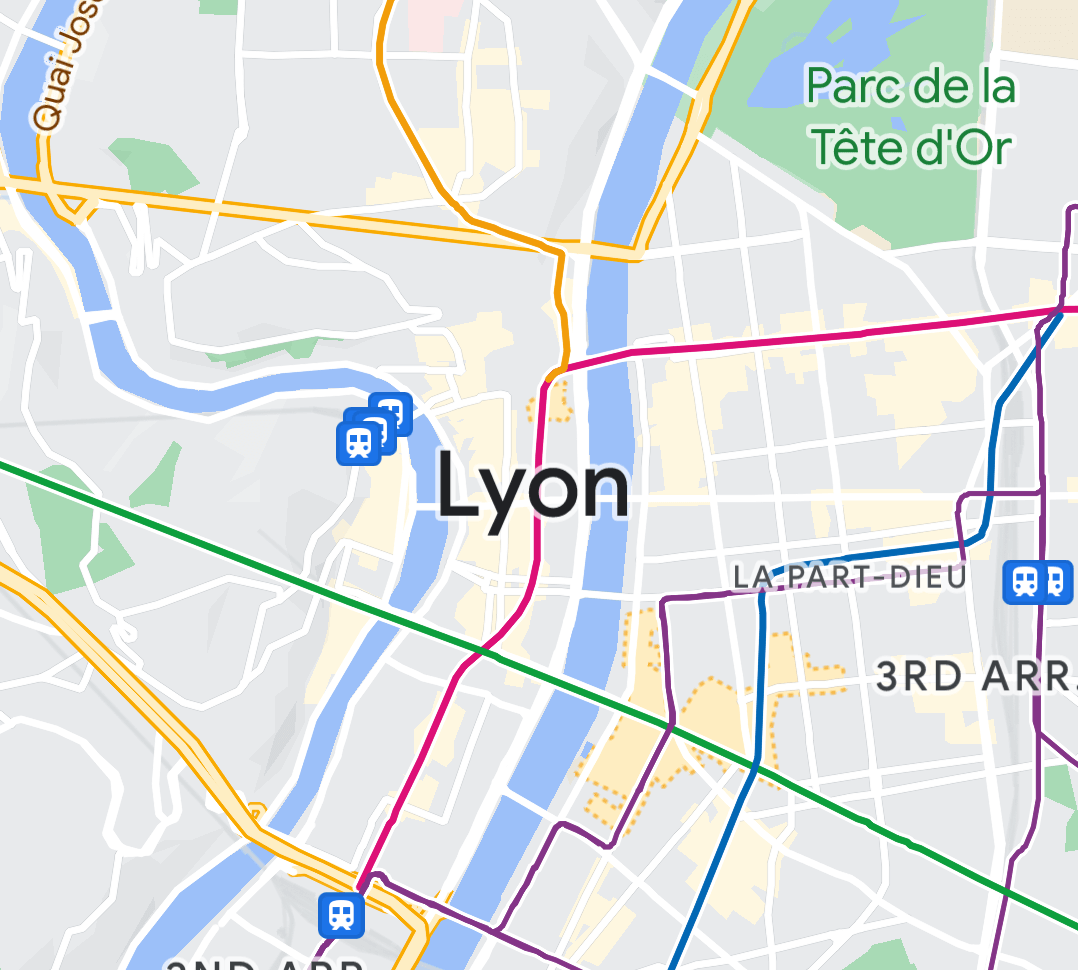 Quai Jos
Parc de la
Tête d'Or
Lyon
LA PART-DIEU
3RD ARR.
2ND ARR